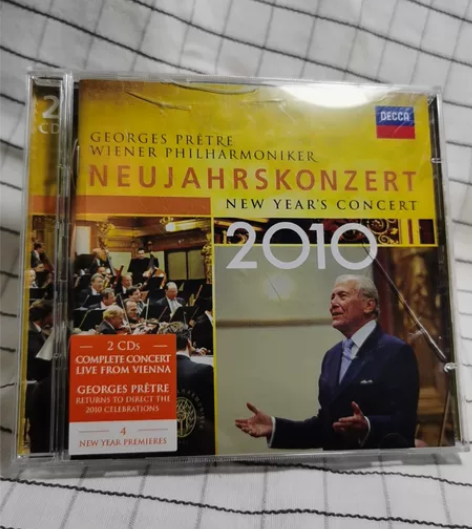 2
CD
DECCA
GEORGES PRÊTRE
WIENER PHILHARMONIKER
NEUJAHRSKONZERT
NEW YEAR'S CONCERT
2010
2 CDs
COMPLETE CONCERT
LIVE FROM VIENNA
GEORGES PRÊTRE
RETURNS TO DIRECT THE
2010 CELEBRATIONS
4
NEW YEAR PREMIERES